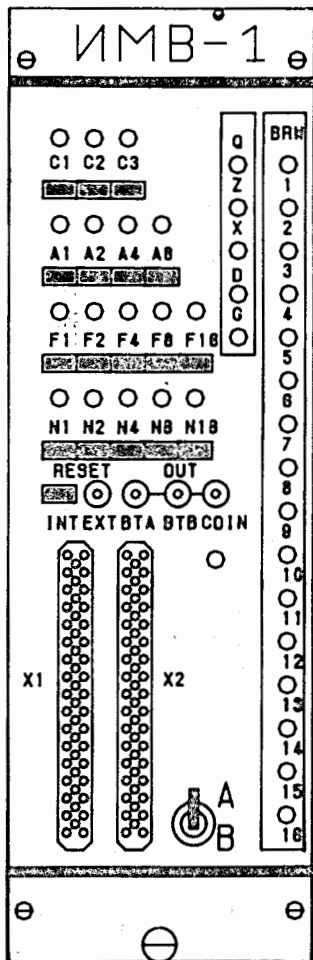 ИМВ-1
C1 C2 C3
A1 A2 A4 A8
F1 F2 F4 F8 F16
N1 N2 N4 N8 N16
RESET OUT
INT EXT BTA BTB COIN
X1 X2
A
B
Q
Z
X
D
G
BRW
1
2
3
4
5
6
7
8
9
10
11
12
13
14
15
16